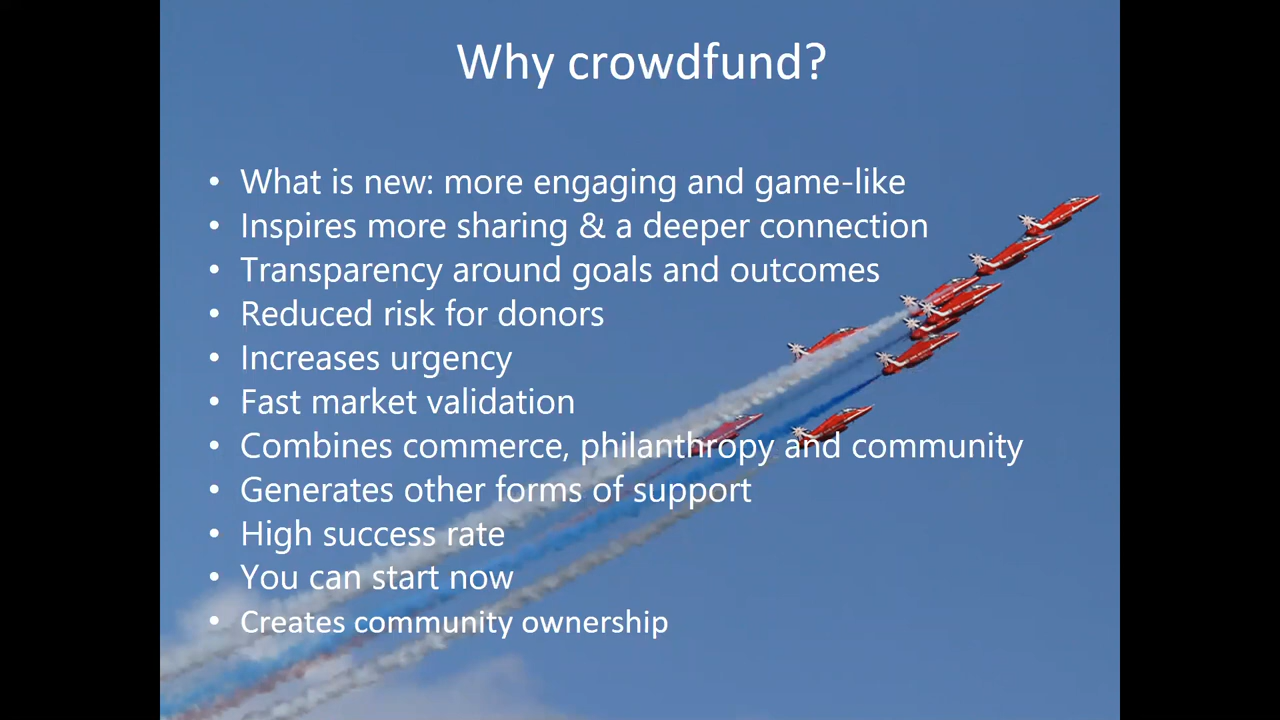 Why crowdfund?
• What is new: more engaging and game-like
• Inspires more sharing & a deeper connection
• Transparency around goals and outcomes
• Reduced risk for donors
• Increases urgency
• Fast market validation
• Combines commerce, philanthropy and community
• Generates other forms of support
• High success rate
• You can start now
• Creates community ownership